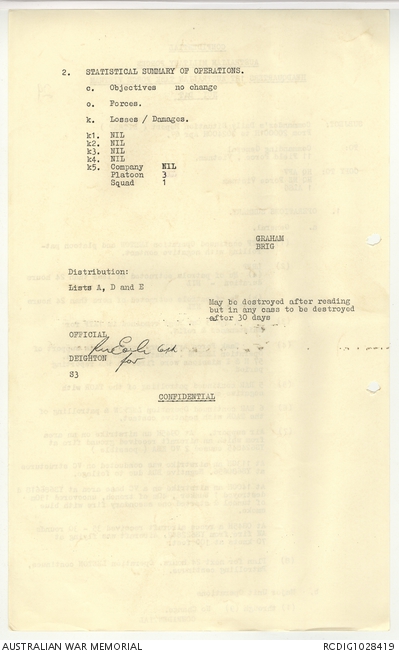 2. STATISTICAL SUMMARY OF OPERATIONS.
c. Objectives no change
o. Forces.
k. Losses / Damages.
k1. NIL
k2. NIL
k3. NIL
k4. NIL
k5. Company NIL
Platoon 3
Squad 1
GRAHAM
BRIG
Distribution:
Lists A, D and E
May be destroyed after reading
but in any case to be destroyed
after 30 days
OFFICIAL
for
DEIGHTON
S3
CONFIDENTIAL
AUSTRALIAN WAR MEMORIAL
RCDIG1028419